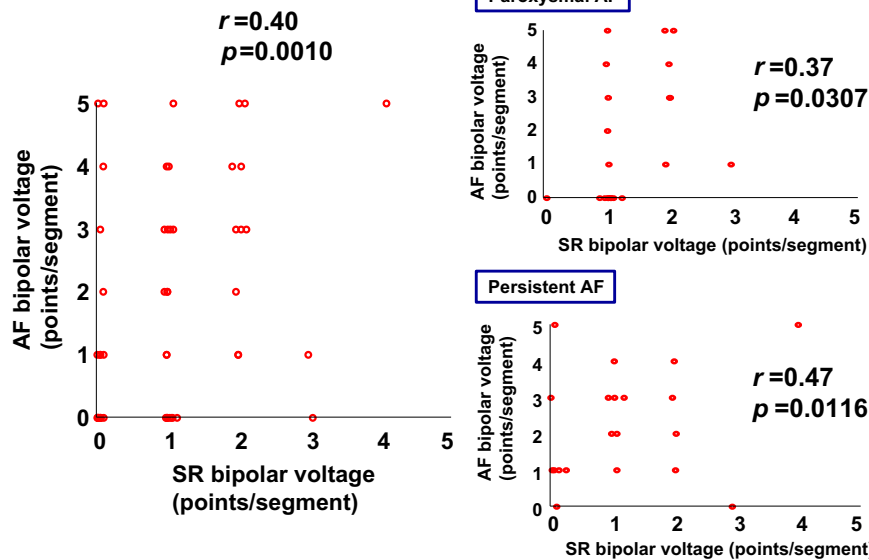 r=0.40
p=0.0010
5
4
3
2
1
0
AF bipolar voltage
(points/segment)
0 1 2 3 4 5
SR bipolar voltage
(points/segment)
5
4
3
2
1
0
AF bipolar voltage
(points/segment)
r=0.37
p=0.0307
0 1 2 3 4 5
SR bipolar voltage (points/segment)
Persistent AF
5
4
3
2
1
0
AF bipolar voltage
(points/segment)
r=0.47
p=0.0116
0 1 2 3 4 5
SR bipolar voltage (points/segment